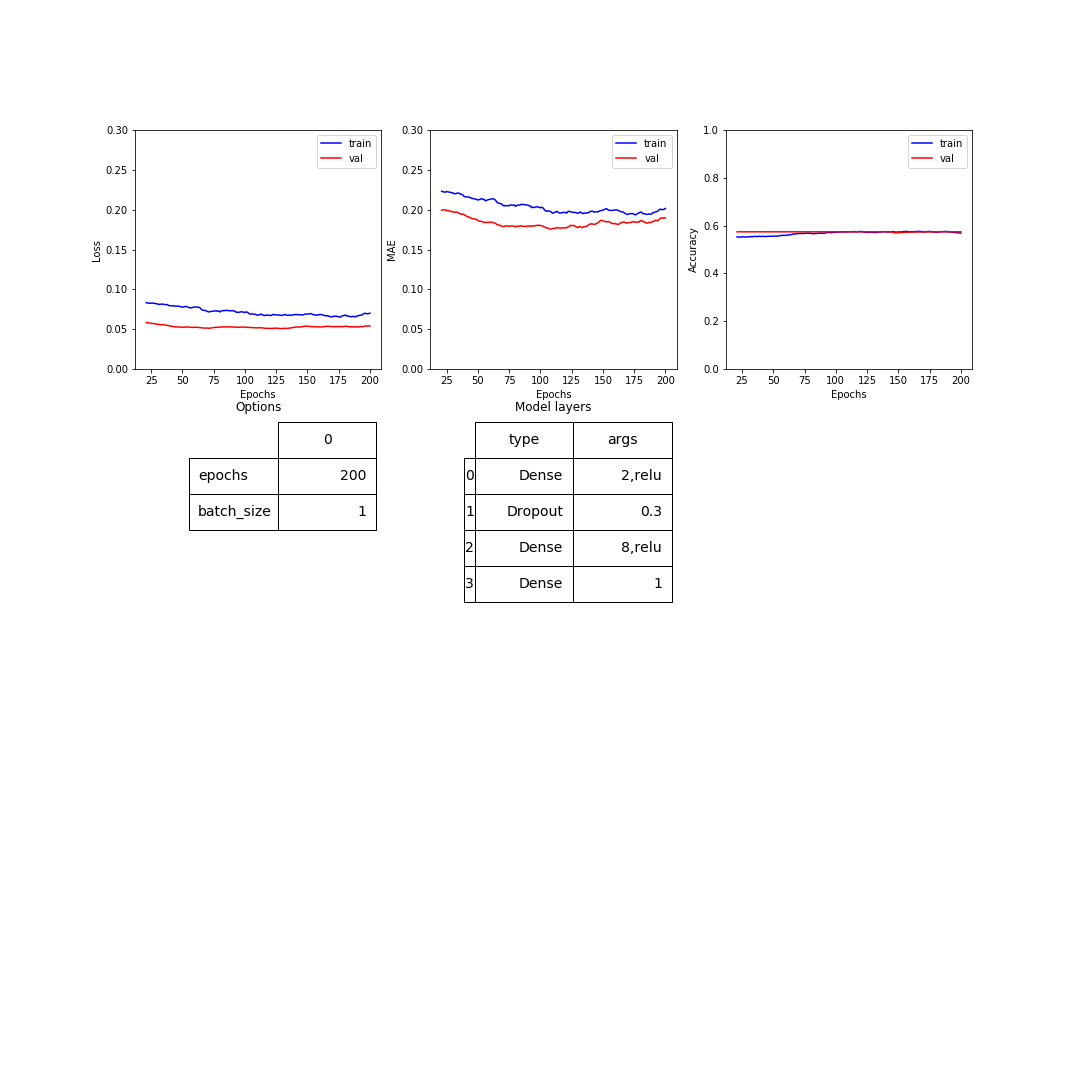 0.30
0.25
0.20
0.15
0.10
0.05
0.00
Loss
train
val
25 50 75 100 125 150 175 200
Epochs
0.30
0.25
0.20
0.15
0.10
0.05
0.00
MAE
train
val
25 50 75 100 125 150 175 200
Epochs
1.0
0.8
0.6
0.4
0.2
0.0
Accuracy
train
val
25 50 75 100 125 150 175 200
Epochs
Options
0
epochs 200
batch_size 1
Model layers
type args
0 Dense 2,relu
1 Dropout 0.3
2 Dense 8,relu
3 Dense 1